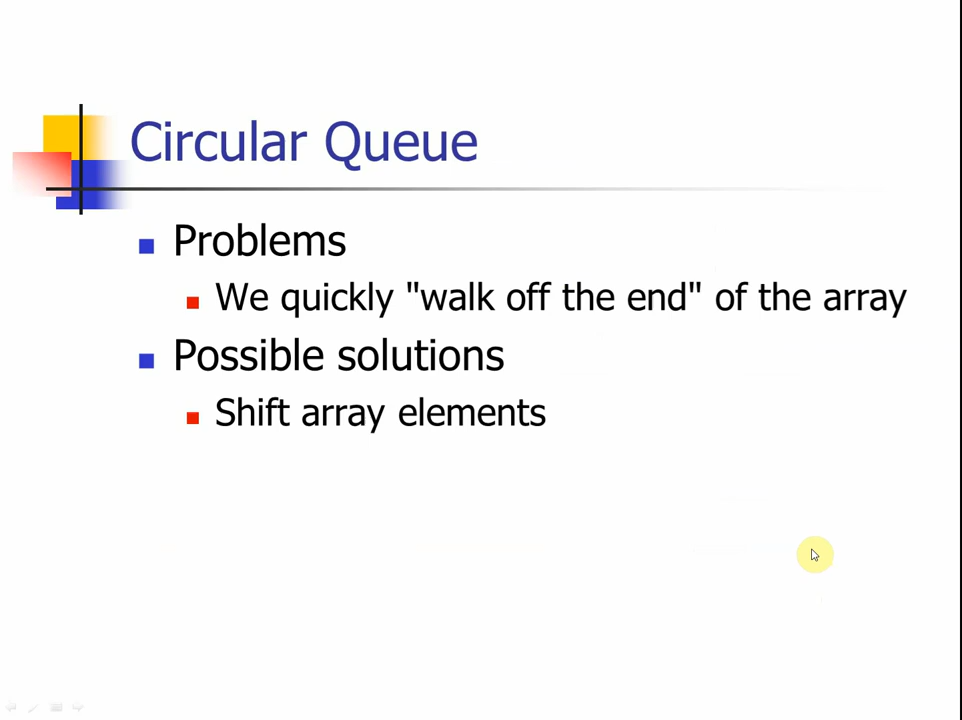 Circular Queue
Problems
We quickly "walk off the end" of the array
Possible solutions
Shift array elements